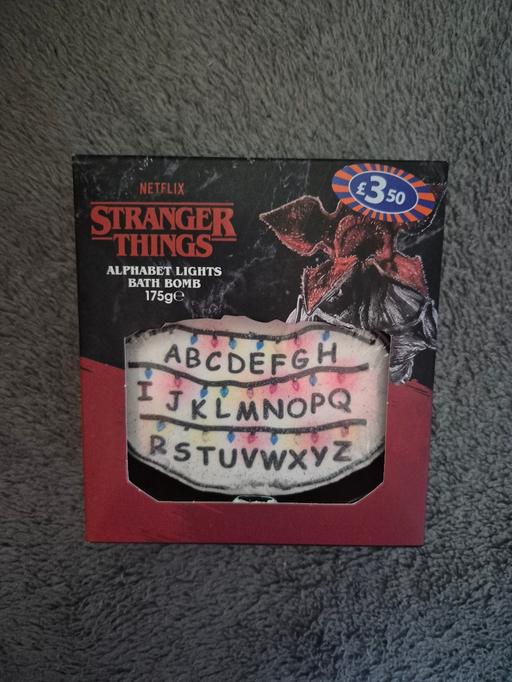 NETFLIX
STRANGER
THINGS
ALPHABET LIGHTS
BATH BOMB
175g℮
£3.50
ABCDEFGH
IJKLMNOPQ
RSTUVWXYZ